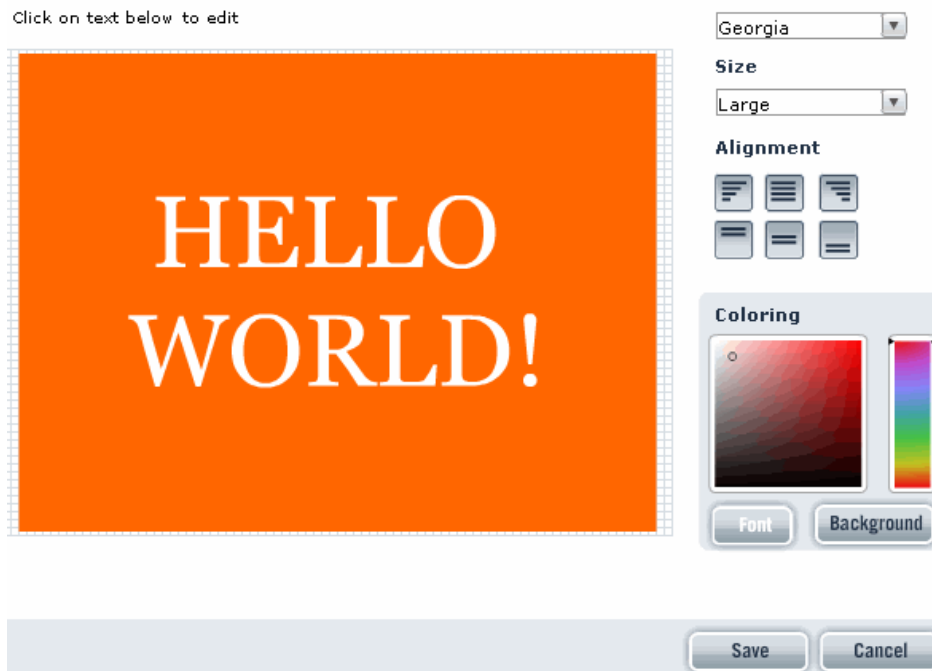 Click on text below to edit
HELLO
WORLD!
Georgia
Size
Large
Alignment
Coloring
Font
Background
Save
Cancel